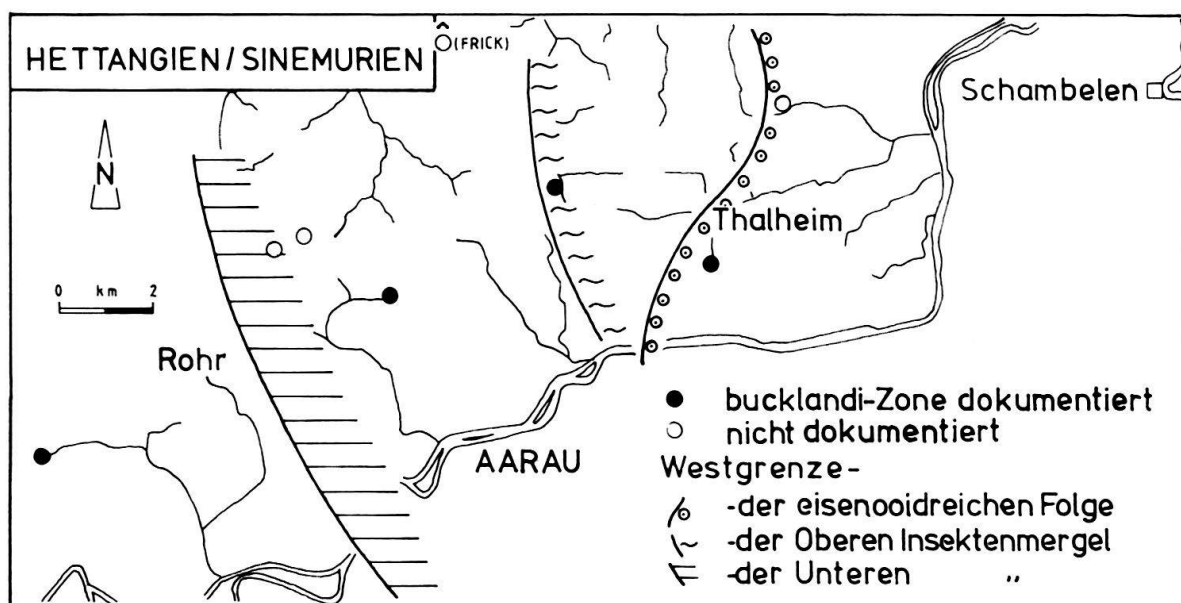 HETTANGIEN/SINEMURIEN
(FRICK)
Schambelen
N
Thalheim
0 km 2
Rohr
AARAU
bucklandi-Zone dokumentiert
nicht dokumentiert
Westgrenze-
-der eisenooidreichen Folge
-der Oberen Insektenmergel
-der Unteren „